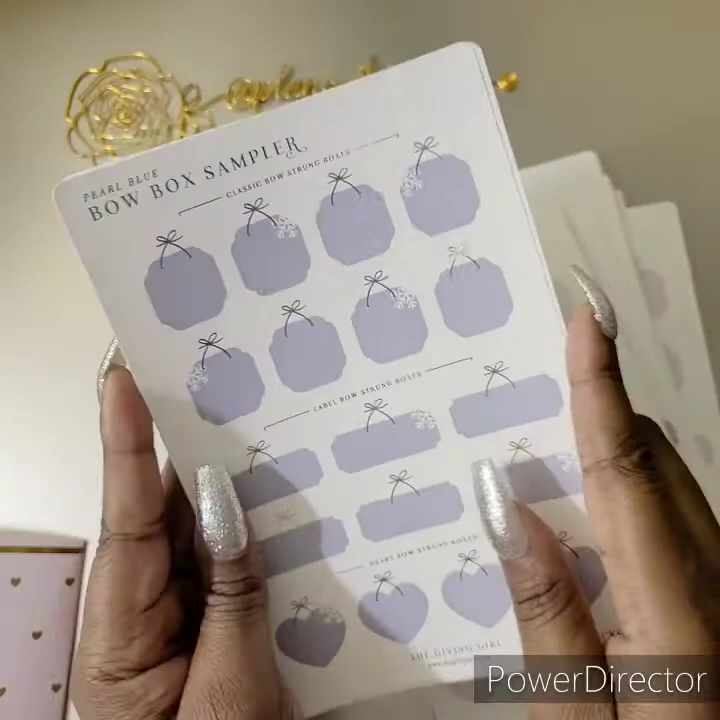 PEARL BLUE
BOW BOX SAMPLER
CLASSIC BOW STRUNG BOXES
LABEL BOW STRUNG BOXES
HEART BOW STRUNG BOXES
THE GIVING GIRL
PowerDirector